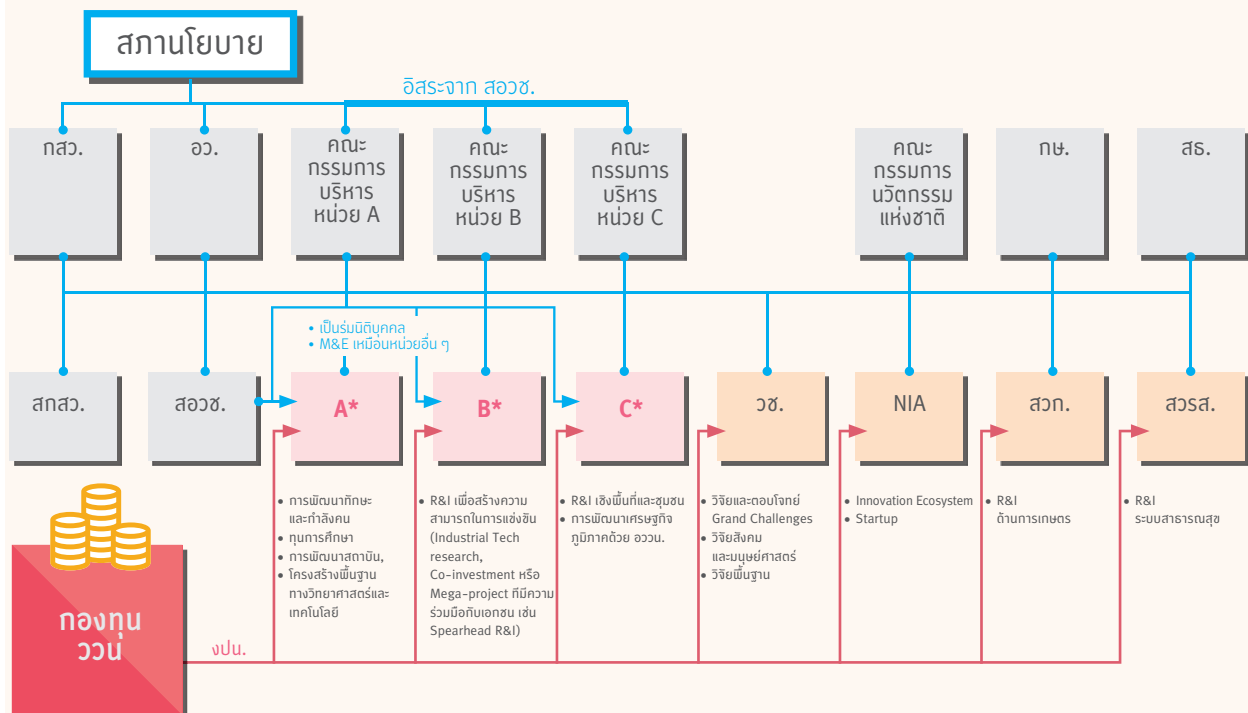 สภานโยบาย
อิสระจาก สอวช.
กสว.
อว.
คณะ
กรรมการ
บริหาร
หน่วย A
คณะ
กรรมการ
บริหาร
หน่วย B
คณะ
กรรมการ
บริหาร
หน่วย C
คณะ
กรรมการ
นวัตกรรม
แห่งชาติ
กษ.
สธ.
• เป็นร่มนิติบุคคล
• M&E เหมือนหน่วยอื่น ๆ
สกสว.
สอวช.
A*
B*
C*
วช.
NIA
สวก.
สวรส.
• การพัฒนาทักษะ
และกำลังคน
• ทุนการศึกษา
• การพัฒนาสถาบัน,
• โครงสร้างพื้นฐาน
ทางวิทยาศาสตร์และ
เทคโนโลยี
• R&I เพื่อสร้างความ
สามารถในการแข่งขัน
(Industrial Tech
research,
Co-investment หรือ
Mega-project ทีมีความ
ร่วมมือกับเอกชน เช่น
Spearhead R&I)
• R&I เชิงพื้นที่และชุมชน
• การพัฒนาเศรษฐกิจ
ภูมิภาคด้วย อววน.
• วิจัยและตอบโจทย์
Grand Challenges
• วิจัยสังคม
และมนุษย์ศาสตร์
• วิจัยพื้นฐาน
• Innovation Ecosystem
• Startup
• R&I
ด้านการเกษตร
• R&I
ระบบสาธารณสุข
กองทุน
ววน
งปน.